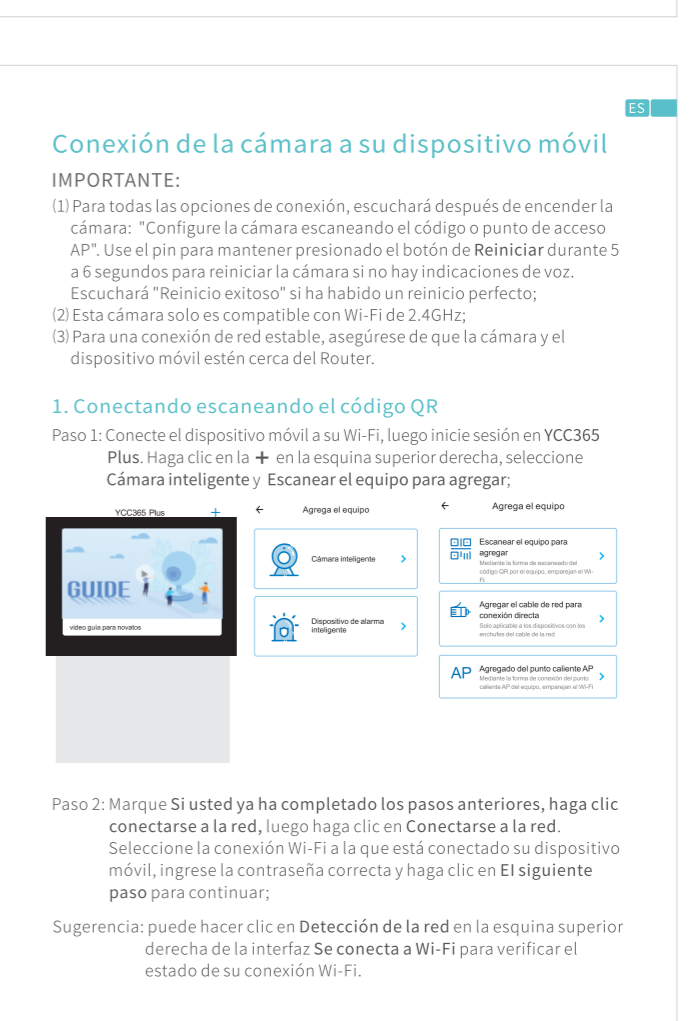 ES
Conexión de la cámara a su dispositivo móvil
IMPORTANTE:
(1) Para todas las opciones de conexión, escuchará después de encender la
cámara: "Configure la cámara escaneando el código o punto de acceso
AP". Use el pin para mantener presionado el botón de Reiniciar durante 5
a 6 segundos para reiniciar la cámara si no hay indicaciones de voz.
Escuchará "Reinicio exitoso" si ha habido un reinicio perfecto;
(2) Esta cámara solo es compatible con Wi-Fi de 2.4GHz;
(3) Para una conexión de red estable, asegúrese de que la cámara y el
dispositivo móvil estén cerca del Router.
1. Conectando escaneando el código QR
Paso 1: Conecte el dispositivo móvil a su Wi-Fi, luego inicie sesión en YCC365
Plus. Haga clic en la + en la esquina superior derecha, seleccione
Cámara inteligente y Escanear el equipo para agregar;
YCC365 Plus +
GUIDE
video guía para novatos
← Agrega el equipo
Cámara inteligente >
Dispositivo de alarma
inteligente >
← Agrega el equipo
Escanear el equipo para
agregar >
Mediante la forma de escaneado del
código QR por el equipo, emparejan el Wi-
Fi
Agregar el cable de red para
conexión directa >
Solo aplicable a los dispositivos con los
enchufes del cable de la red
AP Agregado del punto caliente AP >
Mediante la forma de conexión del punto
caliente AP del equipo, emparejan el Wi-Fi
Paso 2: Marque Si usted ya ha completado los pasos anteriores, haga clic
conectarse a la red, luego haga clic en Conectarse a la red.
Seleccione la conexión Wi-Fi a la que está conectado su dispositivo
móvil, ingrese la contraseña correcta y haga clic en EI siguiente
paso para continuar;
Sugerencia: puede hacer clic en Detección de la red en la esquina superior
derecha de la interfaz Se conecta a Wi-Fi para verificar el
estado de su conexión Wi-Fi.